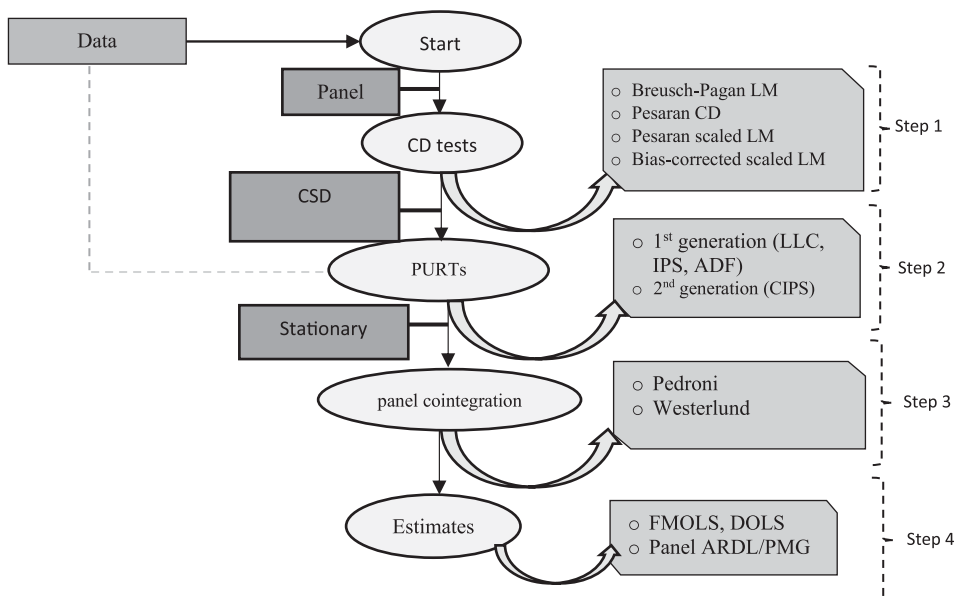 Data
Start
Panel
○ Breusch-Pagan LM
○ Pesaran CD
○ Pesaran scaled LM
○ Bias-corrected scaled LM
Step 1
CD tests
CSD
○ 1st generation (LLC,
IPS, ADF)
○ 2nd generation (CIPS)
Step 2
PURTs
Stationary
○ Pedroni
○ Westerlund
Step 3
panel cointegration
Estimates
○ FMOLS, DOLS
○ Panel ARDL/PMG
Step 4